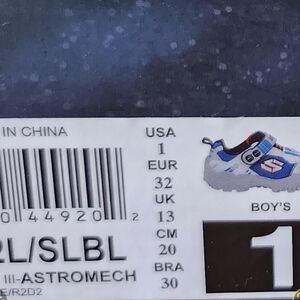 IN CHINA
USA
1
EUR
32
UK
13
CM
20
BRA
30
0 44920 2
2L/SLBL
III-ASTROMECH
E/R2D2
S
BOY'S
1